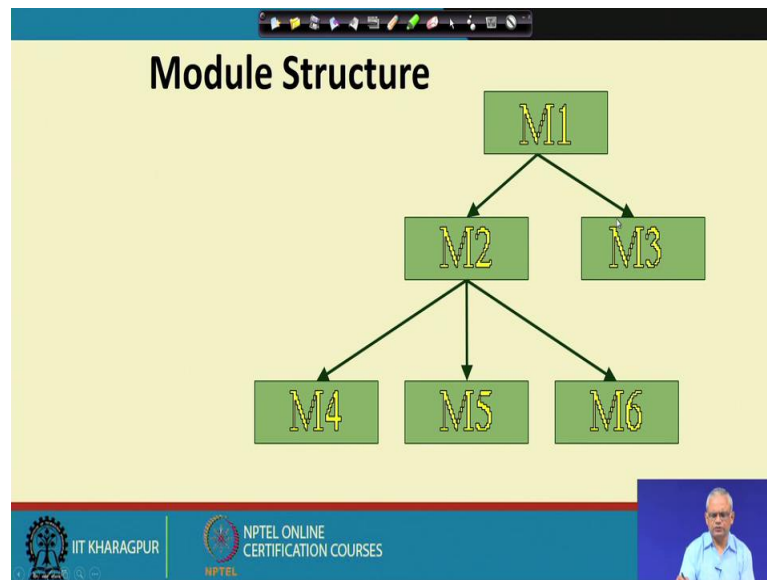 Module Structure
M1
M2
M3
M4
M5
M6
IIT KHARAGPUR
NPTEL
NPTEL ONLINE
CERTIFICATION COURSES